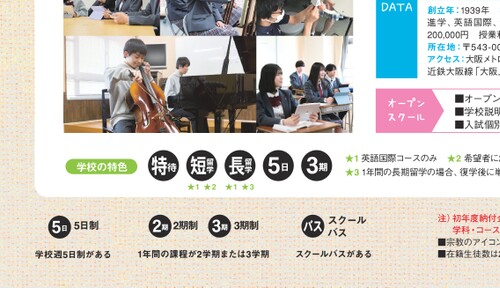 DATA
創立年：1939年
進学、英語国際、
200,000円　授業料
所在地：〒543-00
アクセス：大阪メトロ
近鉄大阪線「大阪
オープン
スクール
■オープン
■学校説明
■入試個別
学校の特色
特待 短留学 長留学 5日 3期
★1 ★2 ★1 ★3
★1 英語国際コースのみ ★2 希望者に
★3 1年間の長期留学の場合、復学後に
5日 5日制
学校週5日制がある
2期 2期制 3期 3期制
1年間の課程が2学期または3学期
バス スクールバス
スクールバスがある
注）初年度納付金
学科・コース
■宗教のアイコン
■在籍生徒数は